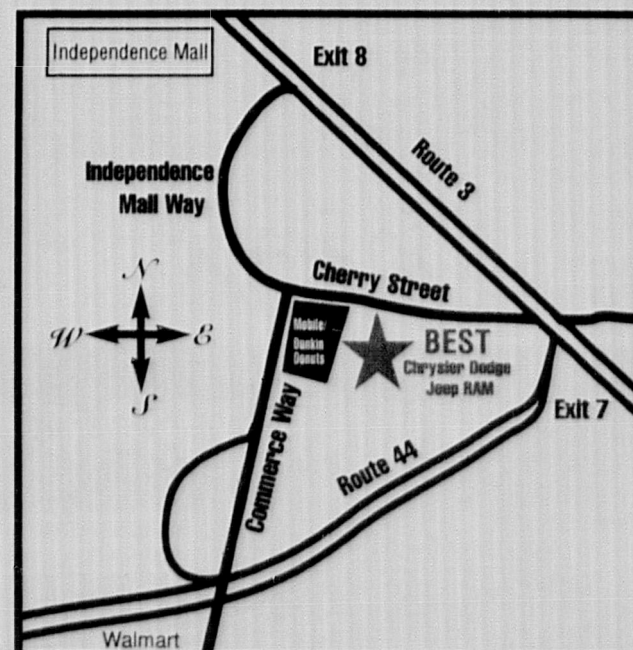 Independence Mall
Exit 8
Route 3
Independence
Mall Way
N
Cherry Street
W
E
Mobile/
Dunkin
Donuts
BEST
Chrysler Dodge
Jeep RAM
S
Exit 7
Commerce Way
Route 44
Walmart